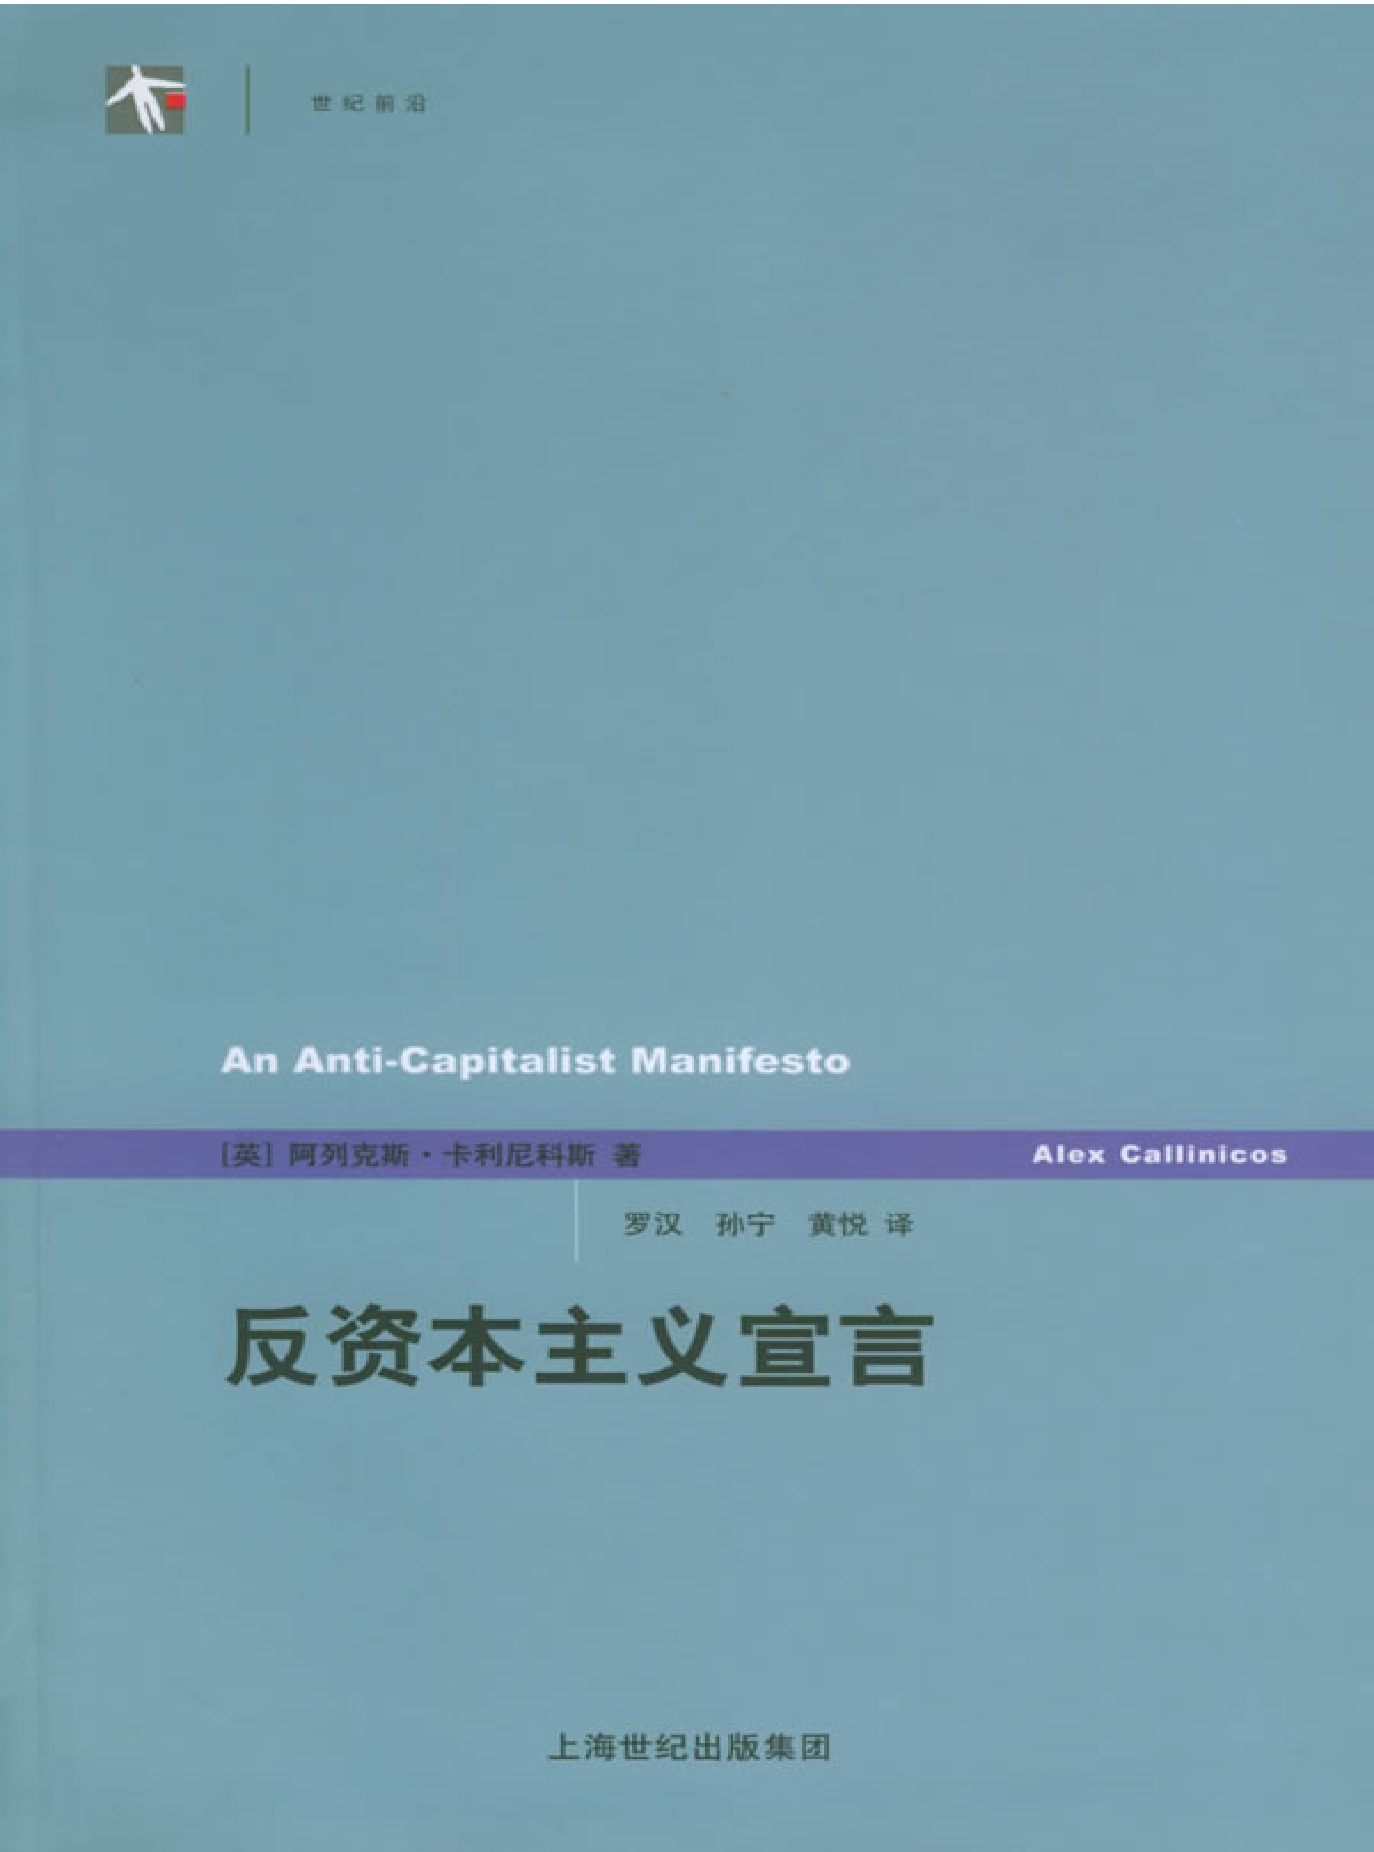 世纪前沿
An Anti-Capitalist Manifesto
[英] 阿列克斯·卡利尼科斯 著 Alex Callinicos
罗汉 孙宁 黄悦 译
反资本主义宣言
上海世纪出版集团